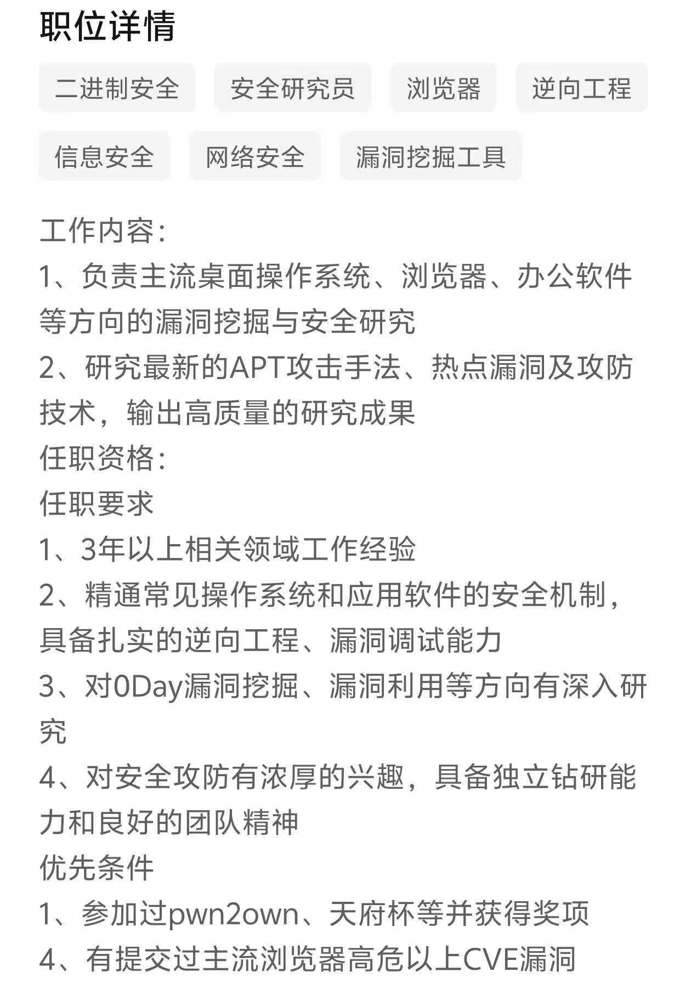 职位详情
二进制安全 安全研究员 浏览器 逆向工程
信息安全 网络安全 漏洞挖掘工具
工作内容：
1、负责主流桌面操作系统、浏览器、办公软件
等方向的漏洞挖掘与安全研究
2、研究最新的APT攻击手法、热点漏洞及攻防
技术，输出高质量的研究成果
任职资格：
任职要求
1、3年以上相关领域工作经验
2、精通常见操作系统和应用软件的安全机制，
具备扎实的逆向工程、漏洞调试能力
3、对0Day漏洞挖掘、漏洞利用等方向有深入研
究
4、对安全攻防有浓厚的兴趣，具备独立钻研能
力和良好的团队精神
优先条件
1、参加过pwn2own、天府杯等并获得奖项
4、有提交过主流浏览器高危以上CVE漏洞